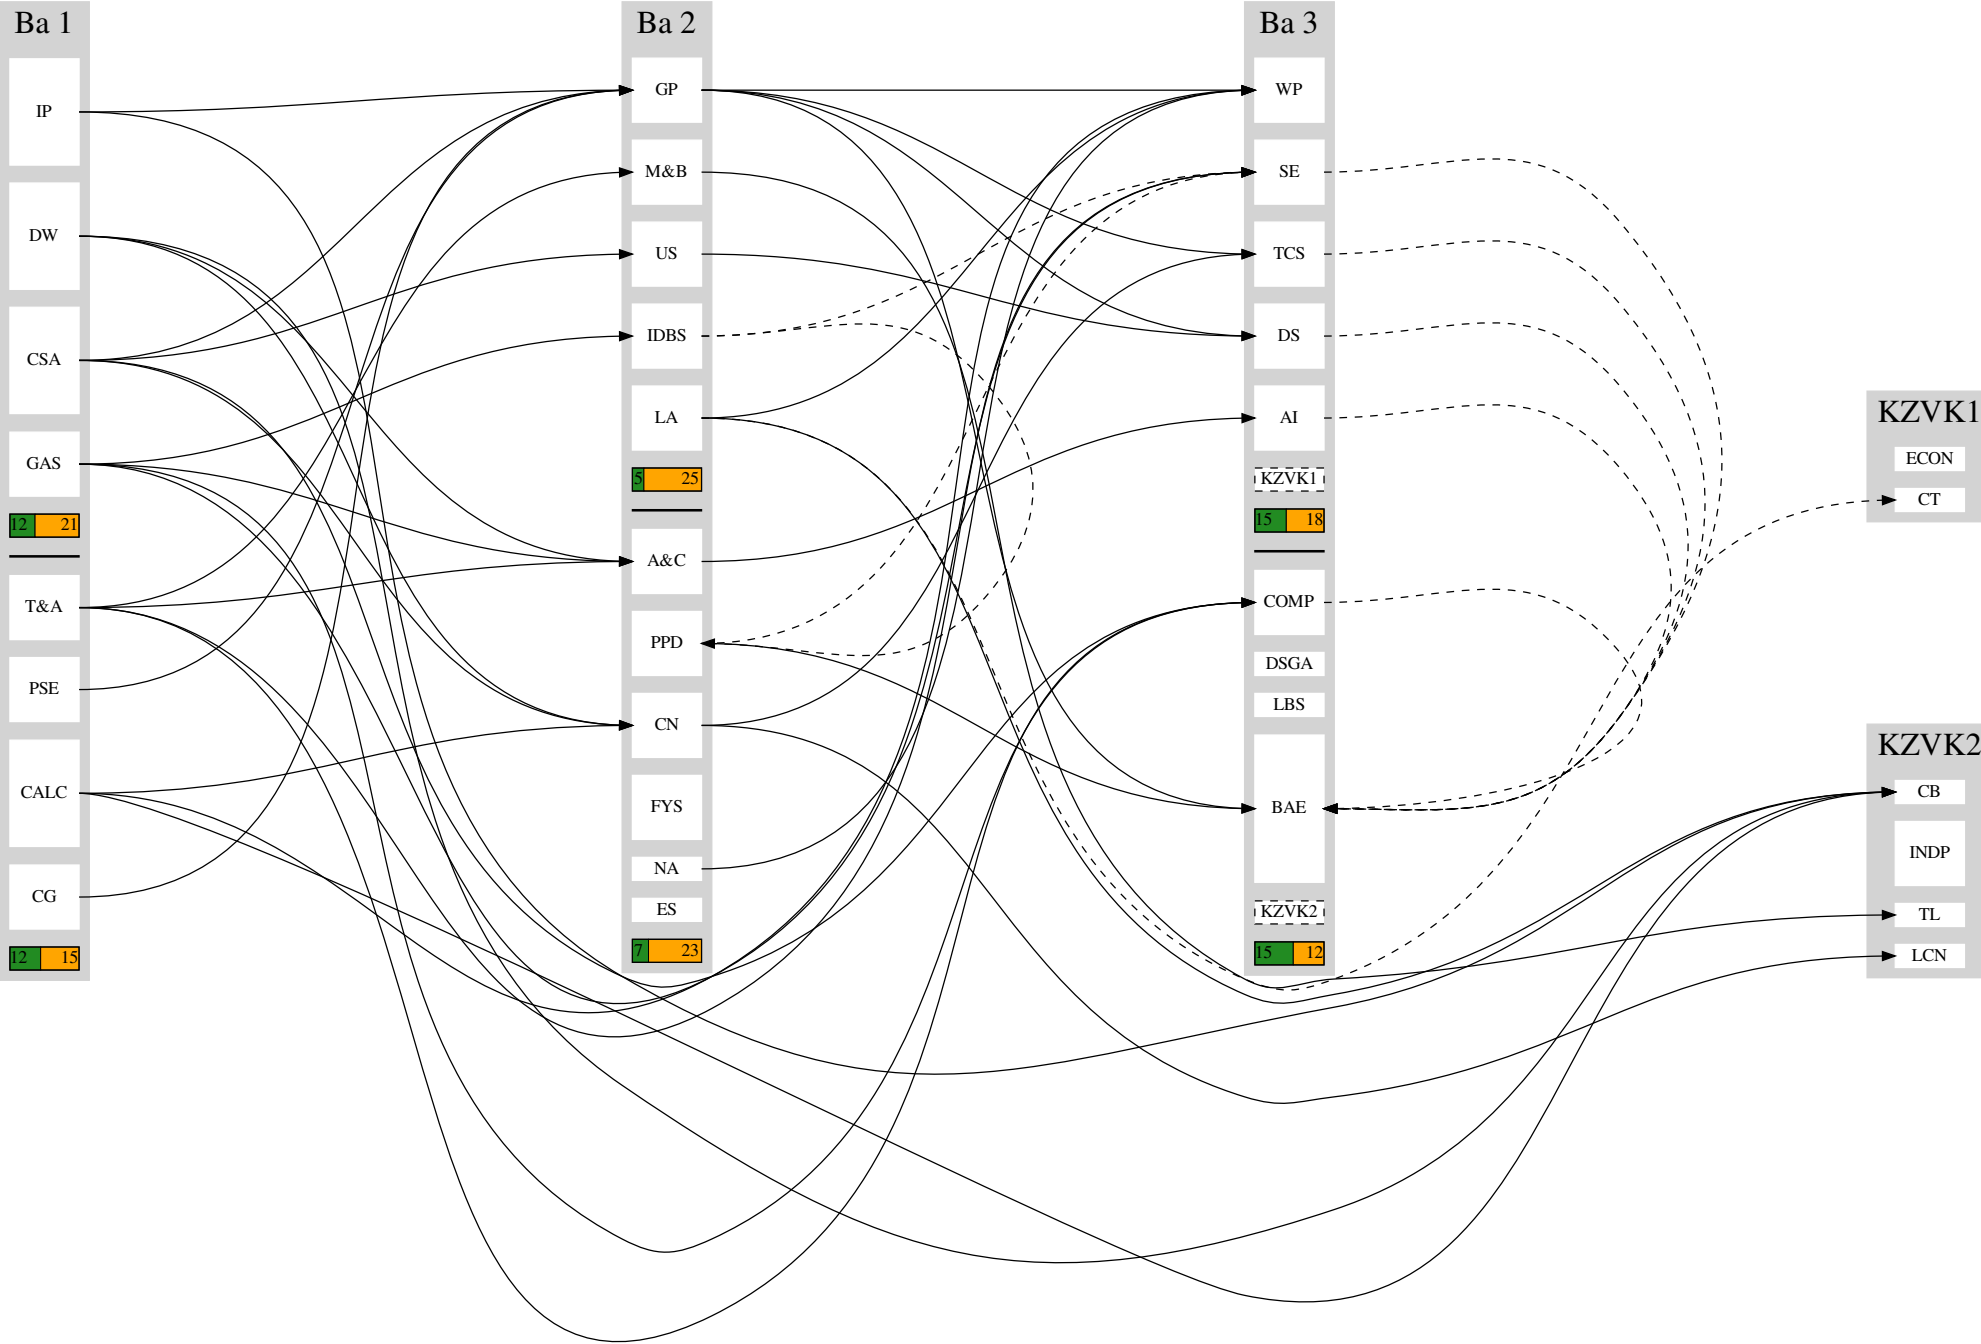 Ba 1
IP
DW
CSA
GAS
12 21
T&A
PSE
CALC
CG
12 15
Ba 2
GP
M&B
US
IDBS
LA
5 25
A&C
PPD
CN
FYS
NA
ES
7 23
Ba 3
WP
SE
TCS
DS
AI
KZVK1
15 18
COMP
DSGA
LBS
BAE
KZVK2
15 12
KZVK1
ECON
CT
KZVK2
CB
INDP
TL
LCN